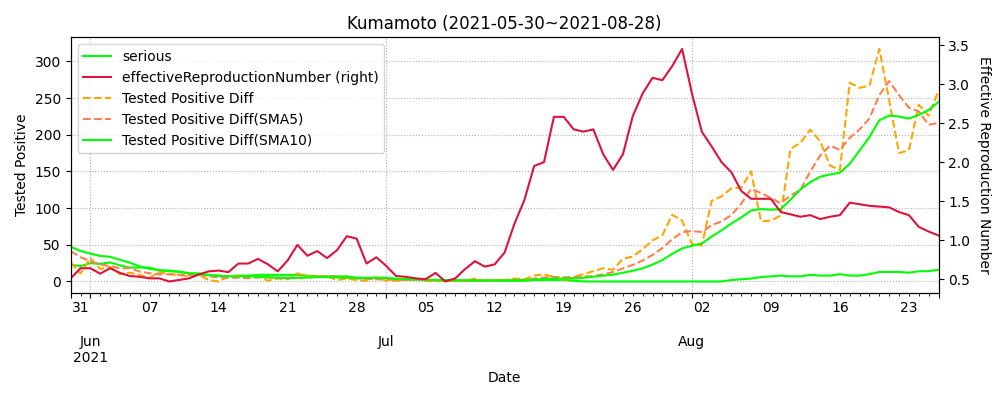 Kumamoto (2021-05-30~2021-08-28)
serious
effectiveReproductionNumber (right)
Tested Positive Diff
Tested Positive Diff(SMA5)
Tested Positive Diff(SMA10)
Tested Positive
300
250
200
150
100
50
0
3.5
3.0
2.5
2.0
1.5
1.0
0.5
Effective Reproduction Number
31 07 14 21 28 05 12 19 26 02 09 16 23
Jun Jul Aug
2021
Date